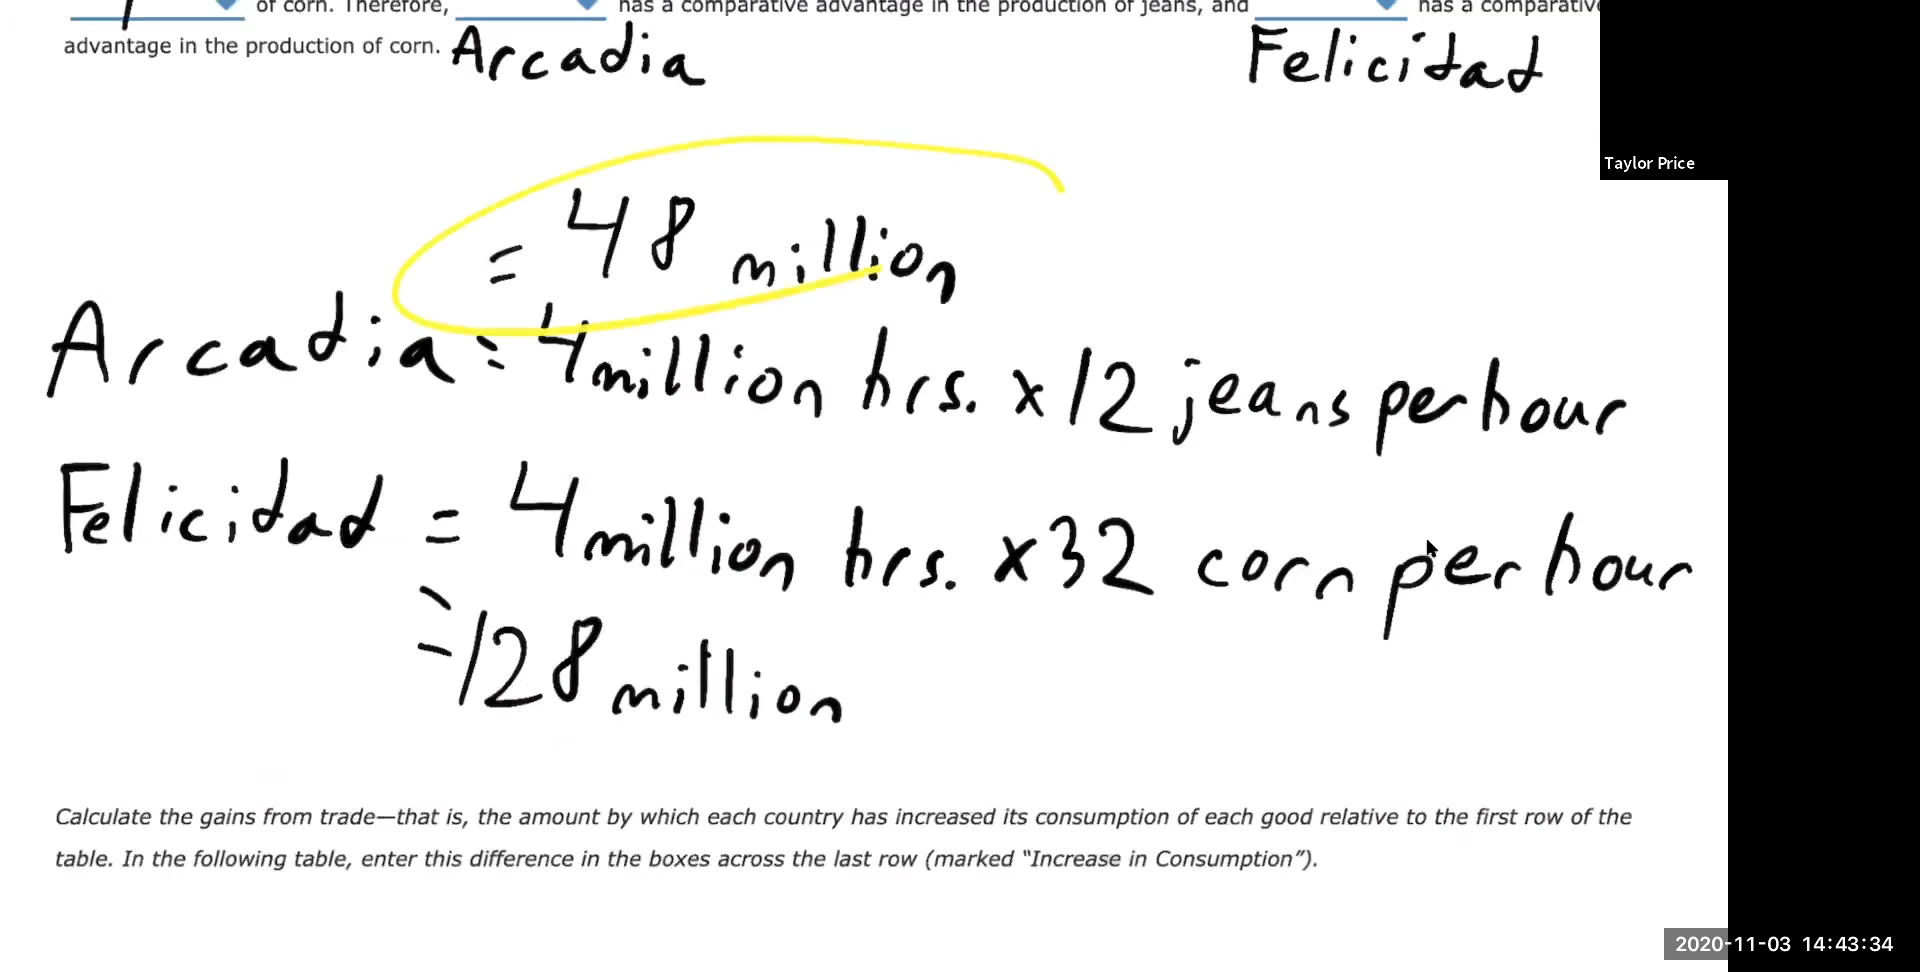 of corn. Therefore, has a comparative advantage in the production of jeans, and has a comparative
advantage in the production of corn. Arcadia Felicidad
Taylor Price
= 48 million
Arcadia = 4 million hrs. x 12 jeans per hour
Felicidad = 4 million hrs. x 32 corn per hour
= 128 million
Calculate the gains from trade—that is, the amount by which each country has increased its consumption of each good relative to the first row of the
table. In the following table, enter this difference in the boxes across the last row (marked "Increase in Consumption").
2020-11-03 14:43:34